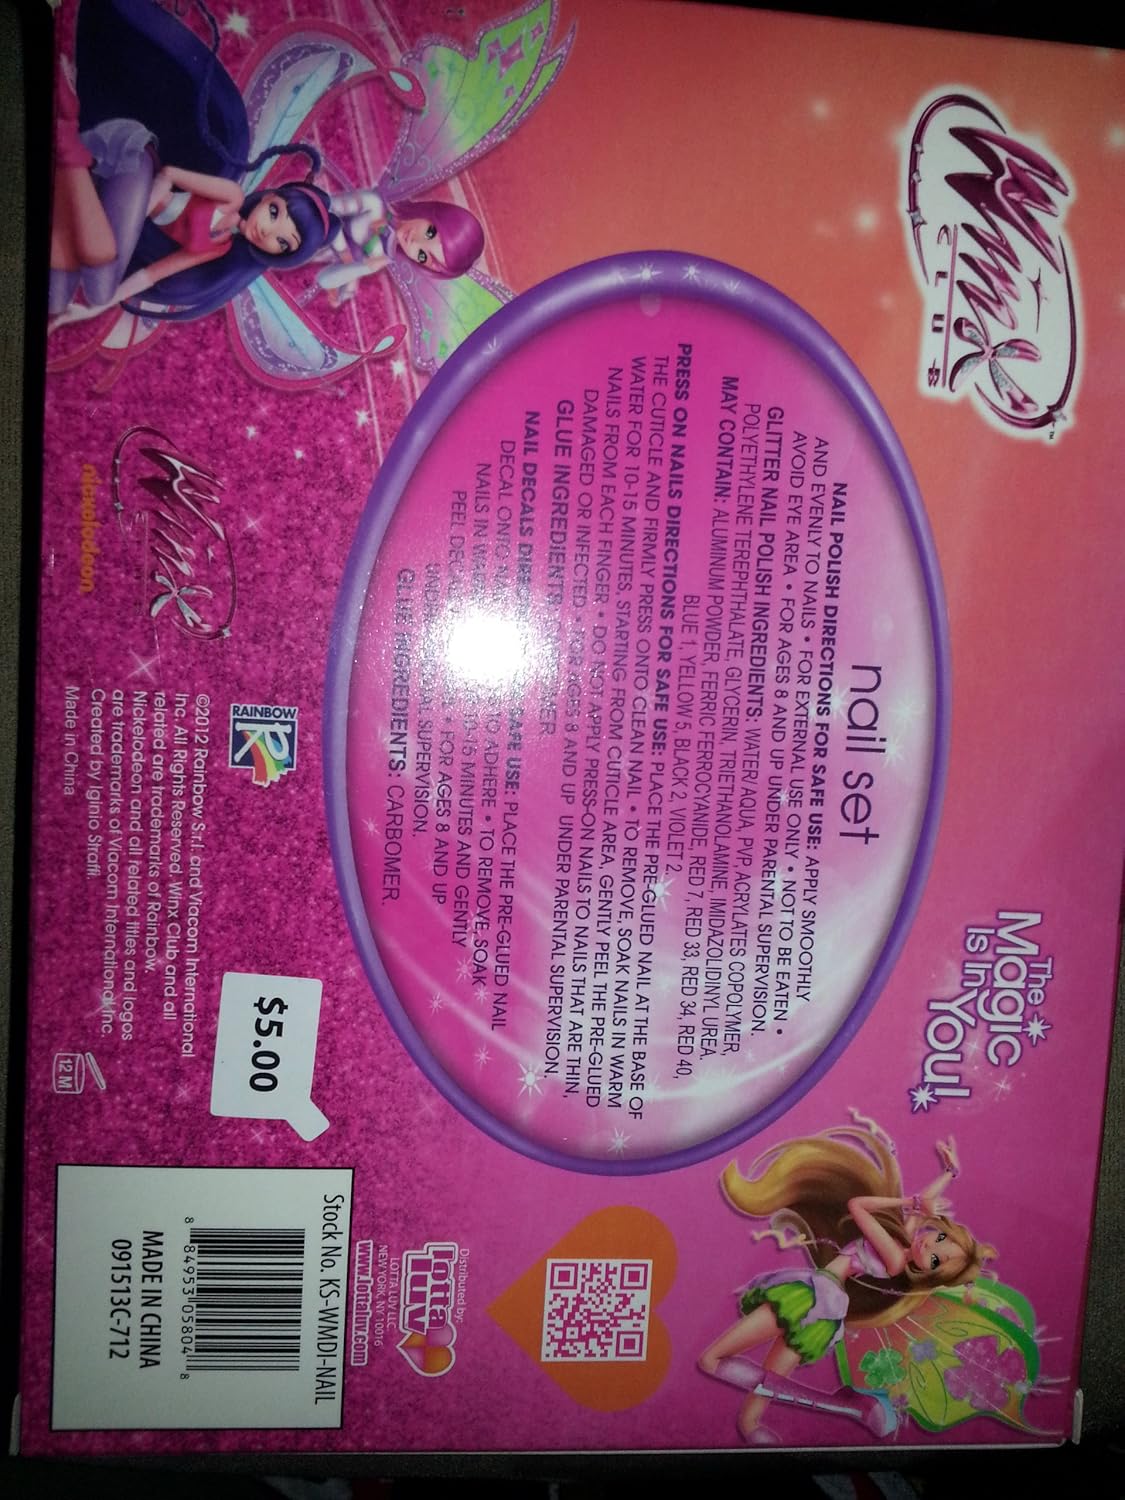 Winx
CLUB
™
The
Magic
is in
You!
nail set
NAIL POLISH DIRECTIONS FOR SAFE USE: APPLY SMOOTHLY
AND EVENLY TO NAILS • FOR EXTERNAL USE ONLY • NOT TO BE EATEN •
AVOID EYE AREA • FOR AGES 8 AND UP UNDER PARENTAL SUPERVISION.
GLITTER NAIL POLISH INGREDIENTS: WATER/AQUA, PVP, ACRYLATES COPOLYMER,
POLYETHYLENE TEREPHTHALATE, GLYCERIN, TRIETHANOLAMINE, IMIDAZOLIDINYL UREA.
MAY CONTAIN: ALUMINUM POWDER, FERRIC FERROCYANIDE, RED 7, RED 33, RED 34, RED 40,
BLUE 1, YELLOW 5, BLACK 2, VIOLET 2.
PRESS ON NAILS DIRECTIONS FOR SAFE USE: PLACE THE PRE-GLUED NAIL AT THE BASE OF
THE CUTICLE AND FIRMLY PRESS ONTO CLEAN NAIL • TO REMOVE, SOAK NAILS IN WARM
WATER FOR 10-15 MINUTES, STARTING FROM CUTICLE AREA, GENTLY PEEL THE PRE-GLUED
NAILS FROM EACH FINGER • DO NOT APPLY PRESS-ON NAILS TO NAILS THAT ARE THIN,
DAMAGED OR INFECTED • FOR AGES 8 AND UP UNDER PARENTAL SUPERVISION.
GLUE INGREDIENTS:
NAIL DECALS SAFE USE: PLACE THE PRE-GLUED NAIL
DECAL ONTO TO ADHERE • TO REMOVE, SOAK
NAILS IN MINUTES AND GENTLY
PEEL • FOR AGES 8 AND UP
SUPERVISION.
GLUE INGREDIENTS: CARBOMER.
Winx
nickelodeon
RAINBOW
©2012 Rainbow S.r.l. and Viacom International
Inc. All Rights Reserved. Winx Club and all
related are trademarks of Rainbow.
Nickelodeon and all related titles and logos
are trademarks of Viacom International Inc.
Created by Iginio Straffi.
Made in China
$5.00
12 M
Distributed by:
Lotta
Luv
LOTTA LUV LLC
NEW YORK, NY 10016
www.lottaluv.com
Stock No. KS-WMDI-NAIL
8 84953 05804 8
MADE IN CHINA
091513C-712